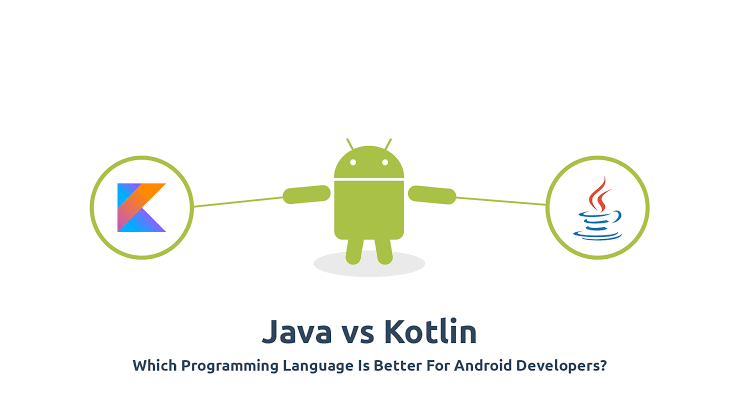 Java vs Kotlin
Which Programming Language Is Better For Android Developers?